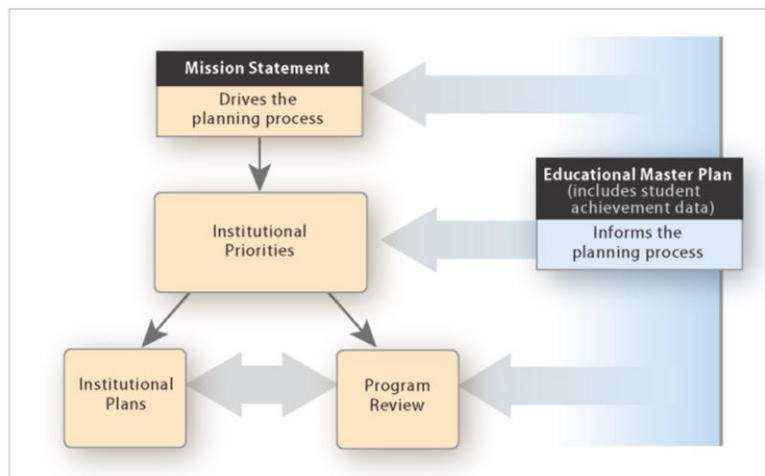 Mission Statement
Drives the
planning process
Educational Master Plan
(includes student
achievement data)
Informs the
planning process
Institutional
Priorities
Institutional
Plans
Program
Review